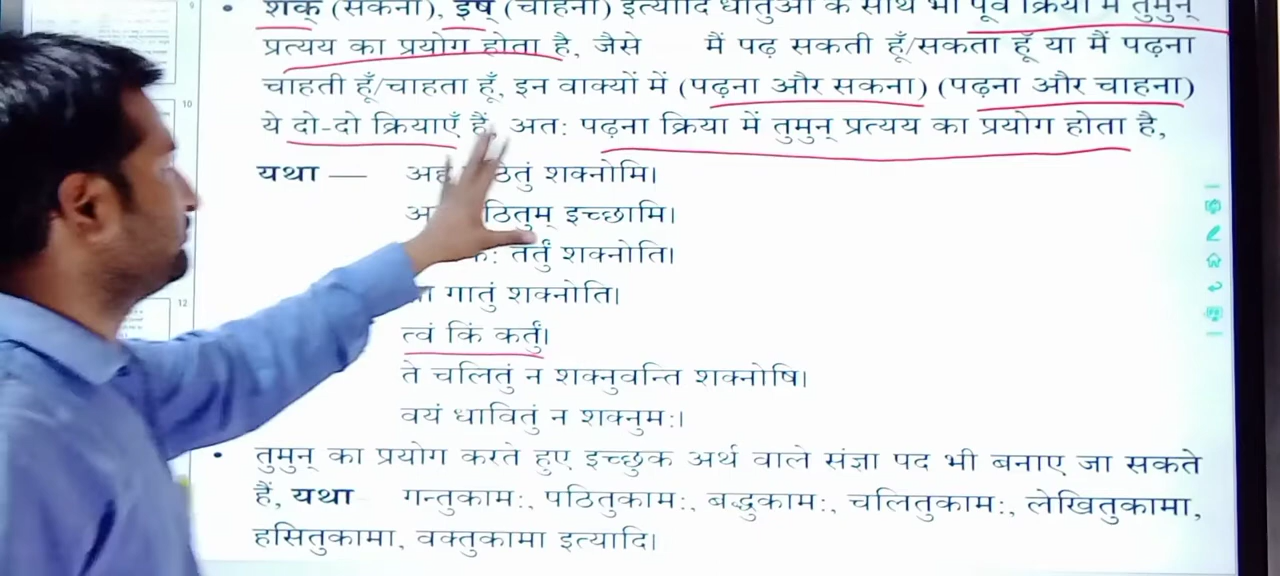 शक् (सकना), इष् (चाहना) इत्यादि धातुओं के साथ भी पूर्व क्रिया में तुमुन्
प्रत्यय का प्रयोग होता है, जैसे मैं पढ़ सकती हूँ/सकता हूँ या मैं पढ़ना
चाहती हूँ/चाहता हूँ, इन वाक्यों में (पढ़ना और सकना) (पढ़ना और चाहना)
ये दो-दो क्रियाएँ हैं, अत: पढ़ना क्रिया में तुमुन् प्रत्यय का प्रयोग होता है,
यथा — शक्नोमि।
इच्छामि।
तर्तुं शक्नोति।
गातुं शक्नोति।
त्वं किं कर्तुं।
ते चलितुं न शक्नुवन्ति शक्नोषि।
वयं धावितुं न शक्नुम:।
तुमुन् का प्रयोग करते हुए इच्छुक अर्थ वाले संज्ञा पद भी बनाए जा सकते
हैं, यथा गन्तुकाम:, पठितुकाम:, बद्धुकाम:, चलितुकाम:, लेखितुकामा,
हसितुकामा, वक्तुकामा इत्यादि।
10
12